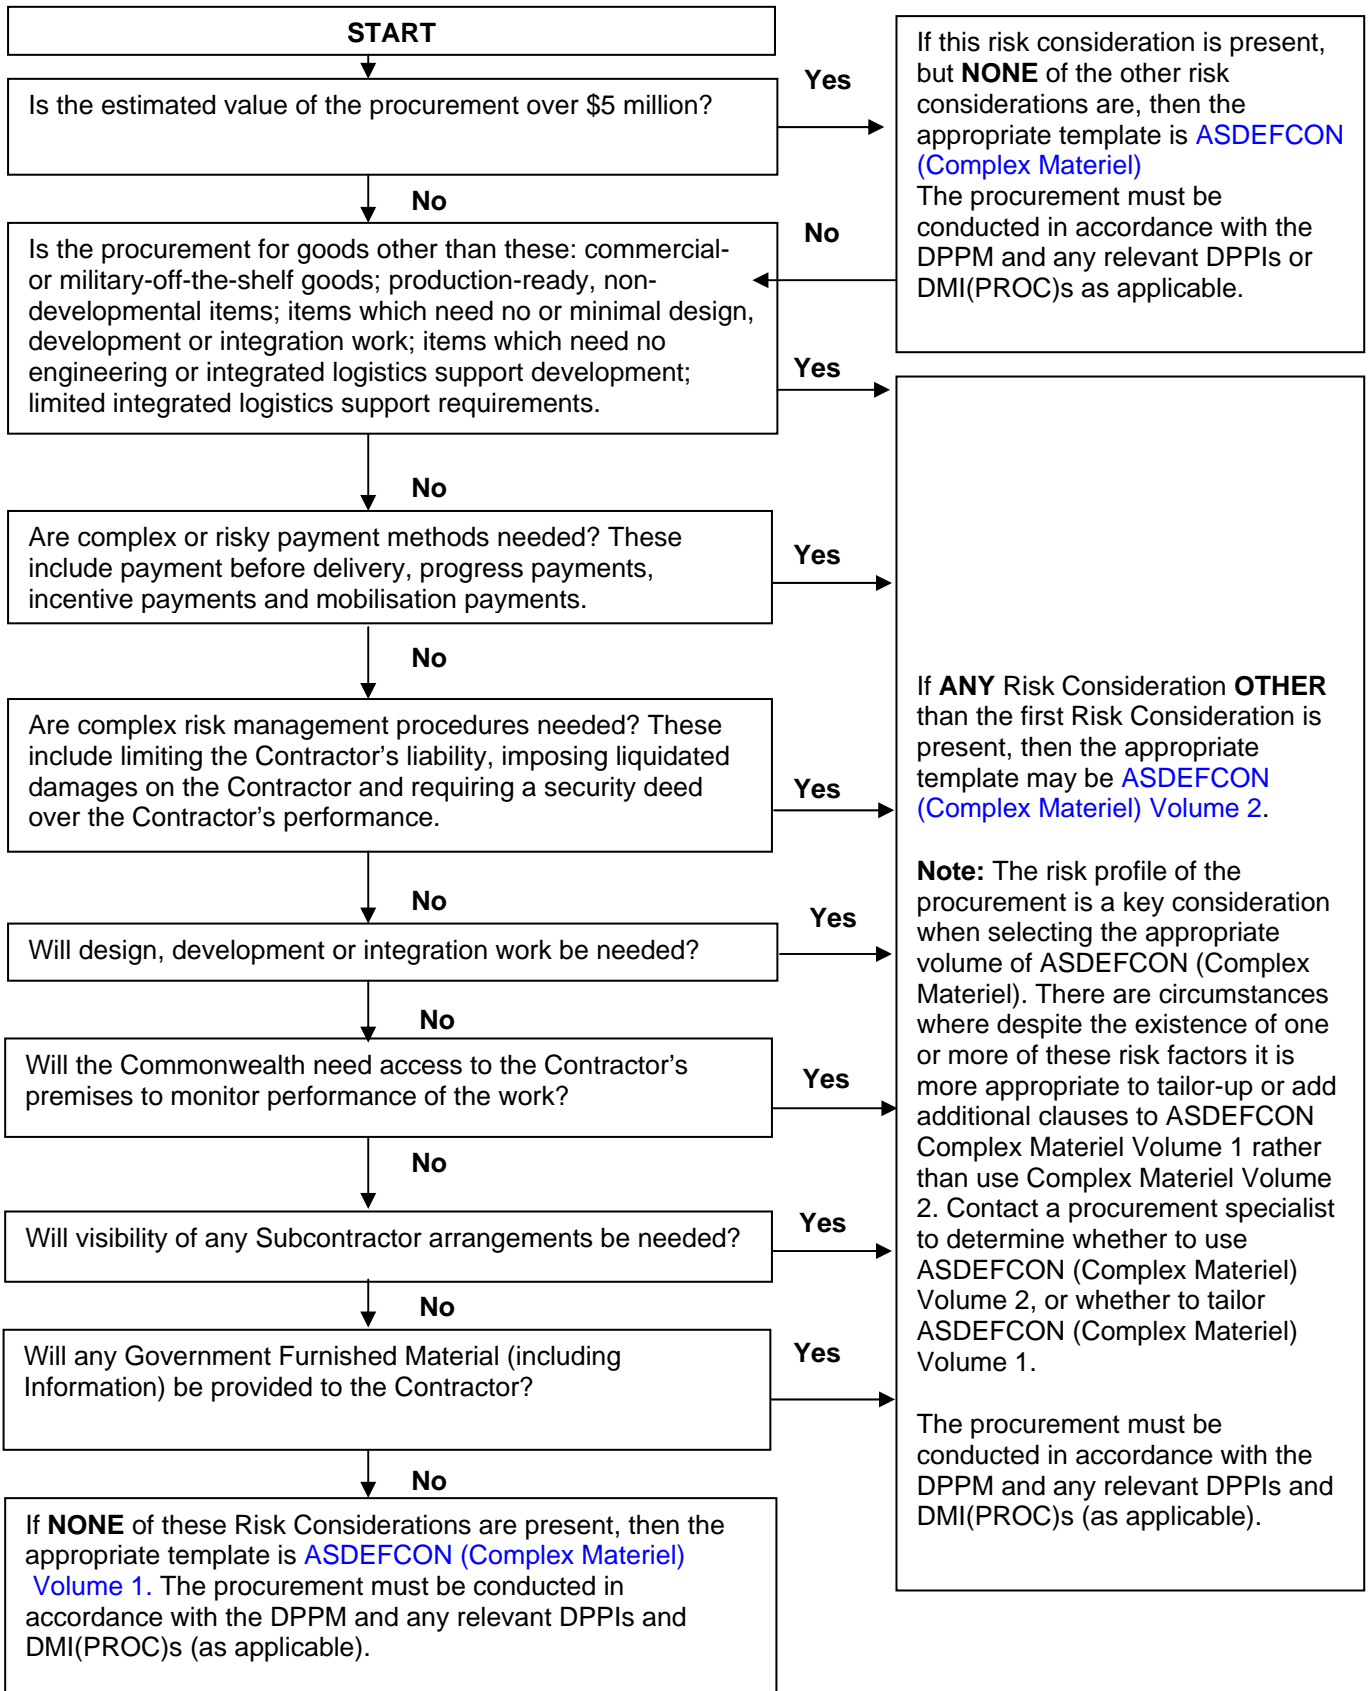 START
Is the estimated value of the procurement over $5 million?
Yes
If this risk consideration is present,
but NONE of the other risk
considerations are, then the
appropriate template is ASDEFCON
(Complex Materiel)
The procurement must be
conducted in accordance with the
DPPM and any relevant DPPIs or
DMI(PROC)s as applicable.
No
No
Is the procurement for goods other than these: commercial-
or military-off-the-shelf goods; production-ready, non-
developmental items; items which need no or minimal design,
development or integration work; items which need no
engineering or integrated logistics support development;
limited integrated logistics support requirements.
Yes
No
Are complex or risky payment methods needed? These
include payment before delivery, progress payments,
incentive payments and mobilisation payments.
Yes
No
Are complex risk management procedures needed? These
include limiting the Contractor's liability, imposing liquidated
damages on the Contractor and requiring a security deed
over the Contractor's performance.
Yes
No
Will design, development or integration work be needed?
Yes
No
Will the Commonwealth need access to the Contractor's
premises to monitor performance of the work?
Yes
No
Will visibility of any Subcontractor arrangements be needed?
Yes
No
Will any Government Furnished Material (including
Information) be provided to the Contractor?
Yes
No
If NONE of these Risk Considerations are present, then the
appropriate template is ASDEFCON (Complex Materiel)
Volume 1. The procurement must be conducted in
accordance with the DPPM and any relevant DPPIs and
DMI(PROC)s (as applicable).
If ANY Risk Consideration OTHER
than the first Risk Consideration is
present, then the appropriate
template may be ASDEFCON
(Complex Materiel) Volume 2.
Note: The risk profile of the
procurement is a key consideration
when selecting the appropriate
volume of ASDEFCON (Complex
Materiel). There are circumstances
where despite the existence of one
or more of these risk factors it is
more appropriate to tailor-up or add
additional clauses to ASDEFCON
Complex Materiel Volume 1 rather
than use Complex Materiel Volume
2. Contact a procurement specialist
to determine whether to use
ASDEFCON (Complex Materiel)
Volume 2, or whether to tailor
ASDEFCON (Complex Materiel)
Volume 1.
The procurement must be
conducted in accordance with the
DPPM and any relevant DPPIs and
DMI(PROC)s (as applicable).